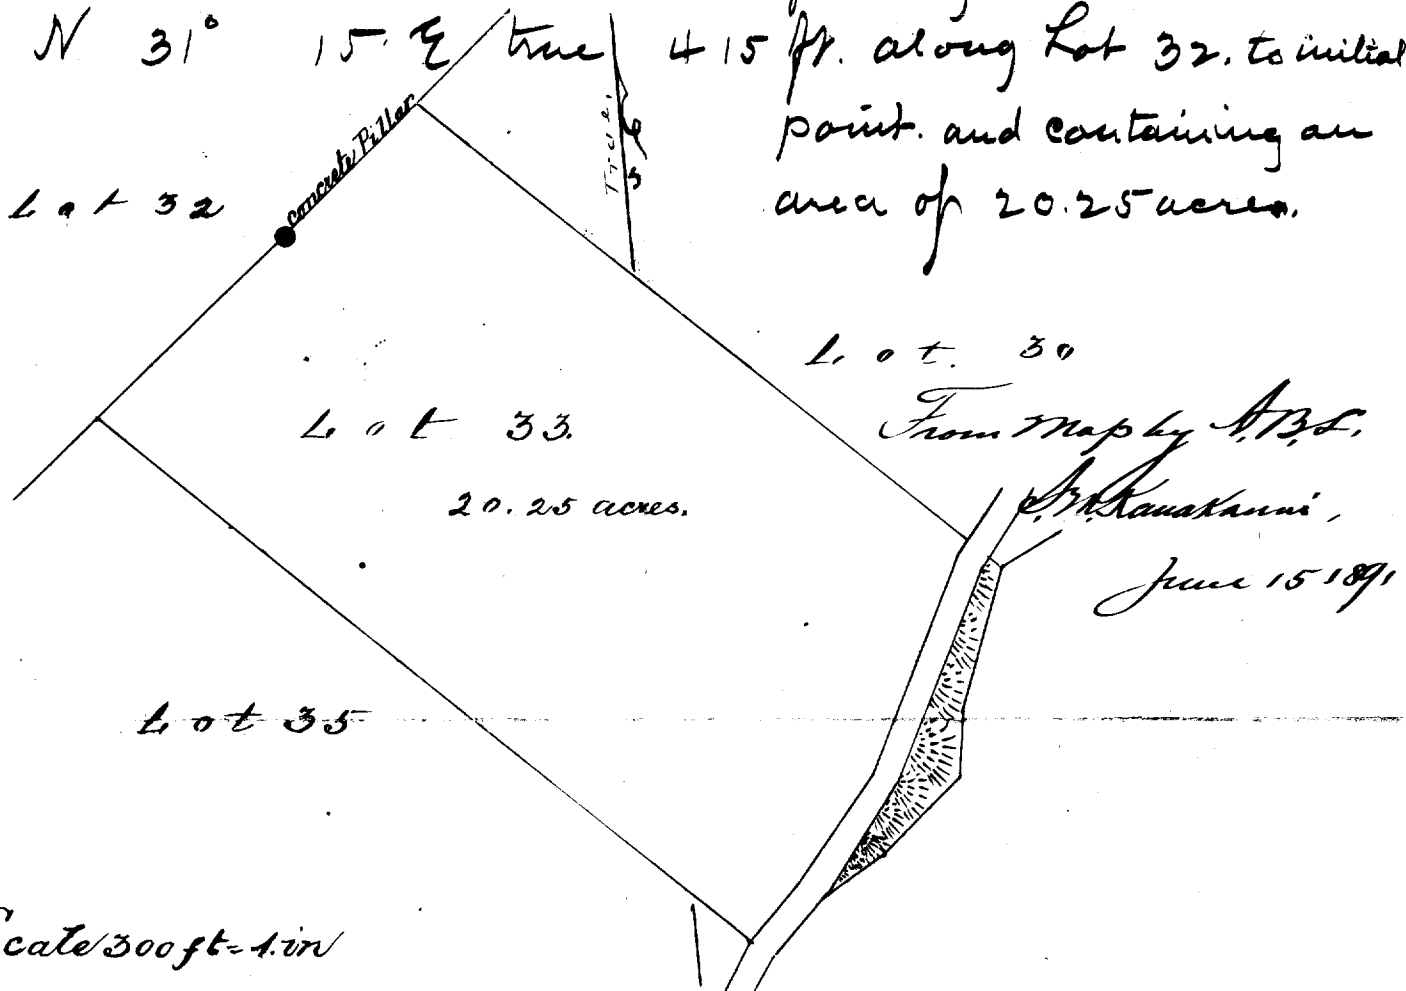 N 31° 15' E true 415 ft. along Lot 32. to initial
point. and containing an
area of 20.25 acres.
Concrete Pillar
True
Lot 32
Lot. 30
From Map by A.B.L.
Lot 33.
20.25 acres.
S.M. Kanakanui,
June 15 1891
Lot 35
Scale 300 ft = 1. in